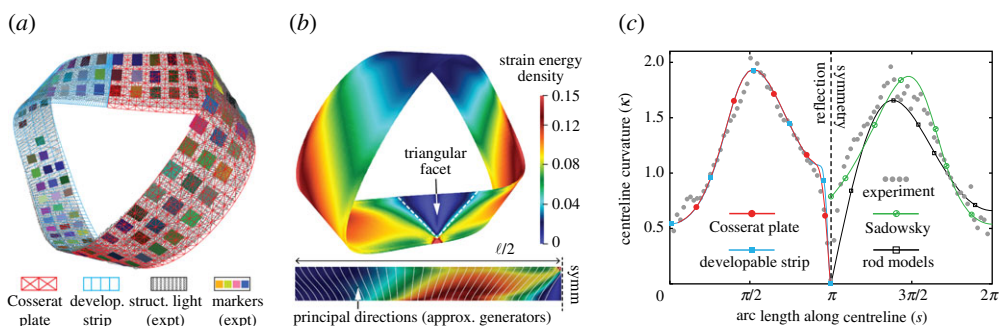 (a)
Cosserat plate
develop. strip
struct. light (expt)
markers (expt)
(b)
strain energy density
0.15
0.12
0.08
0.04
0
triangular facet
ℓ/2
symm
principal directions (approx. generators)
(c)
centreline curvature (κ)
2.0
1.5
1.0
0.5
0
reflection symmetry
experiment
Cosserat plate
Sadowsky
developable strip
rod models
0
π/2
π
3π/2
2π
arc length along centreline (s)